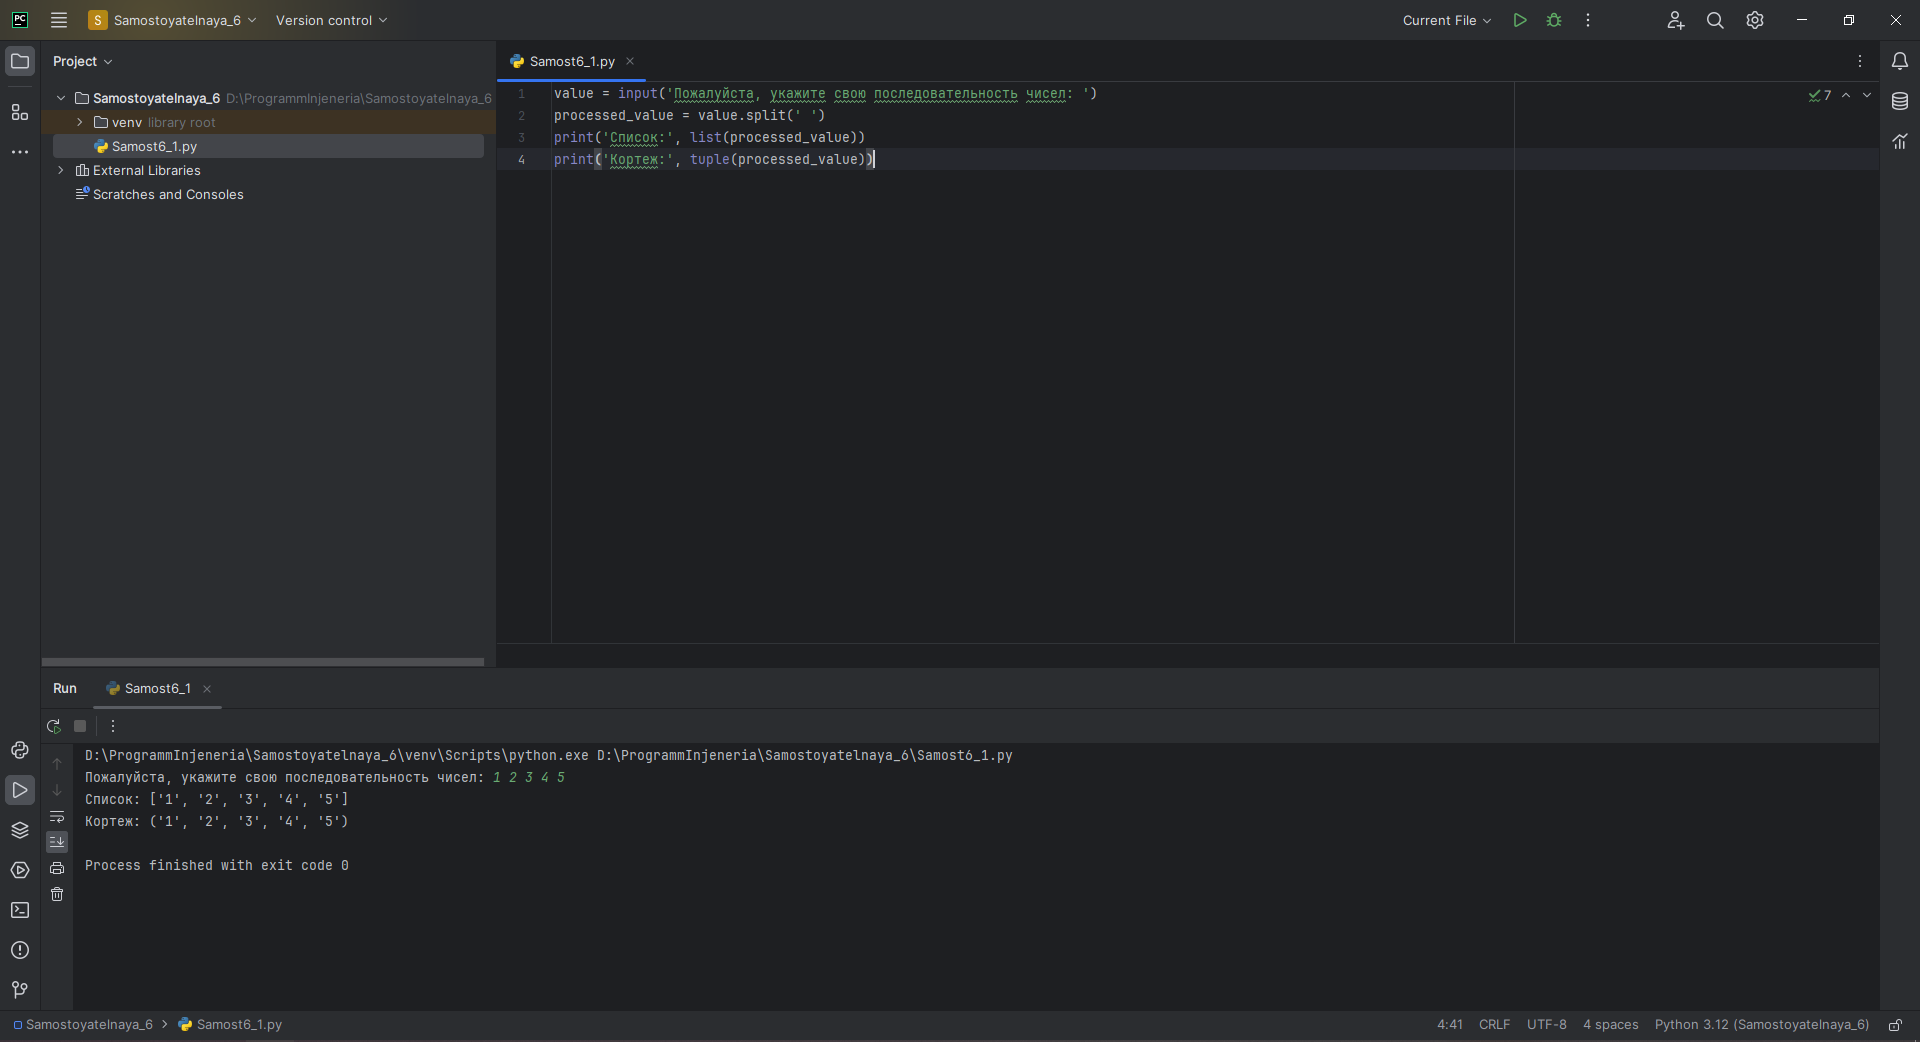 PC
S Samostoyatelnaya_6 Version control
Current File
Project
Samostoyatelnaya_6 D:\ProgrammInjeneria\Samostoyatelnaya_6
venv library root
Samost6_1.py
External Libraries
Scratches and Consoles
Samost6_1.py
1 value = input('Пожалуйста, укажите свою последовательность чисел: ')
2 processed_value = value.split(' ')
3 print('Список:', list(processed_value))
4 print('Кортеж:', tuple(processed_value))
7
Run Samost6_1
D:\ProgrammInjeneria\Samostoyatelnaya_6\venv\Scripts\python.exe D:\ProgrammInjeneria\Samostoyatelnaya_6\Samost6_1.py
Пожалуйста, укажите свою последовательность чисел: 1 2 3 4 5
Список: ['1', '2', '3', '4', '5']
Кортеж: ('1', '2', '3', '4', '5')
Process finished with exit code 0
Samostoyatelnaya_6 Samost6_1.py
4:41 CRLF UTF-8 4 spaces Python 3.12 (Samostoyatelnaya_6)